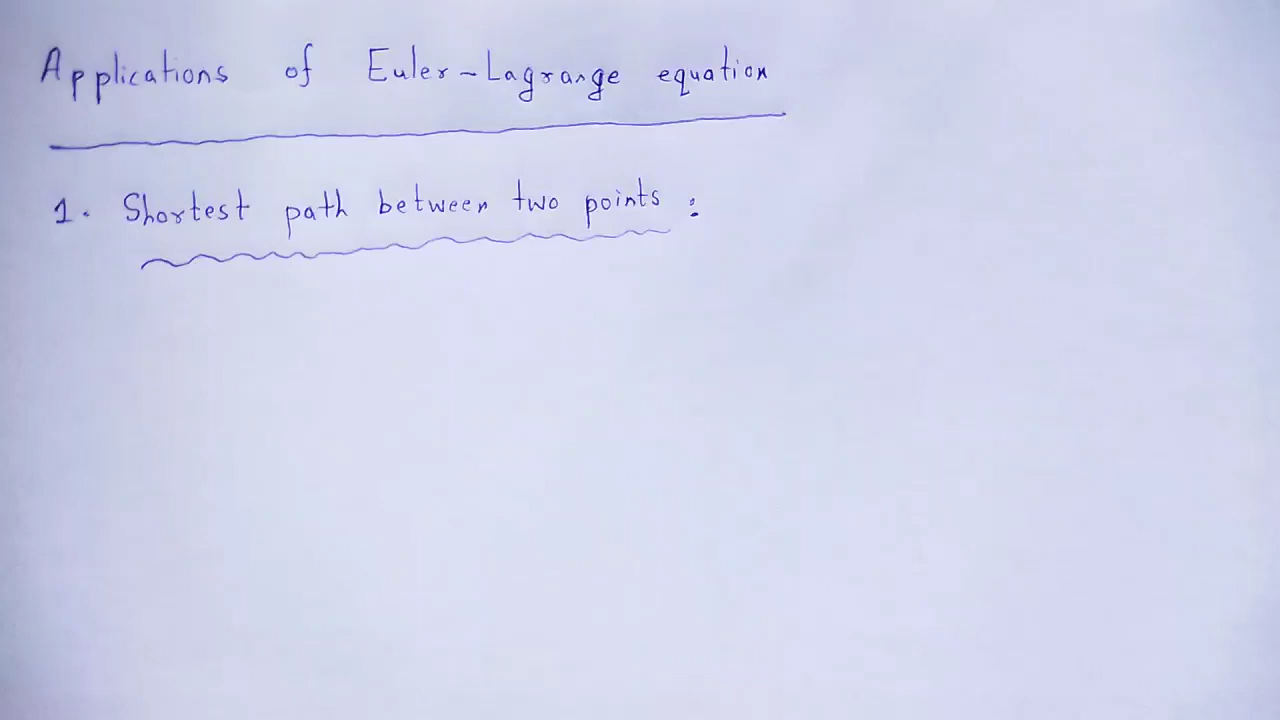 Applications of Euler-Lagrange equation
1. Shortest path between two points :